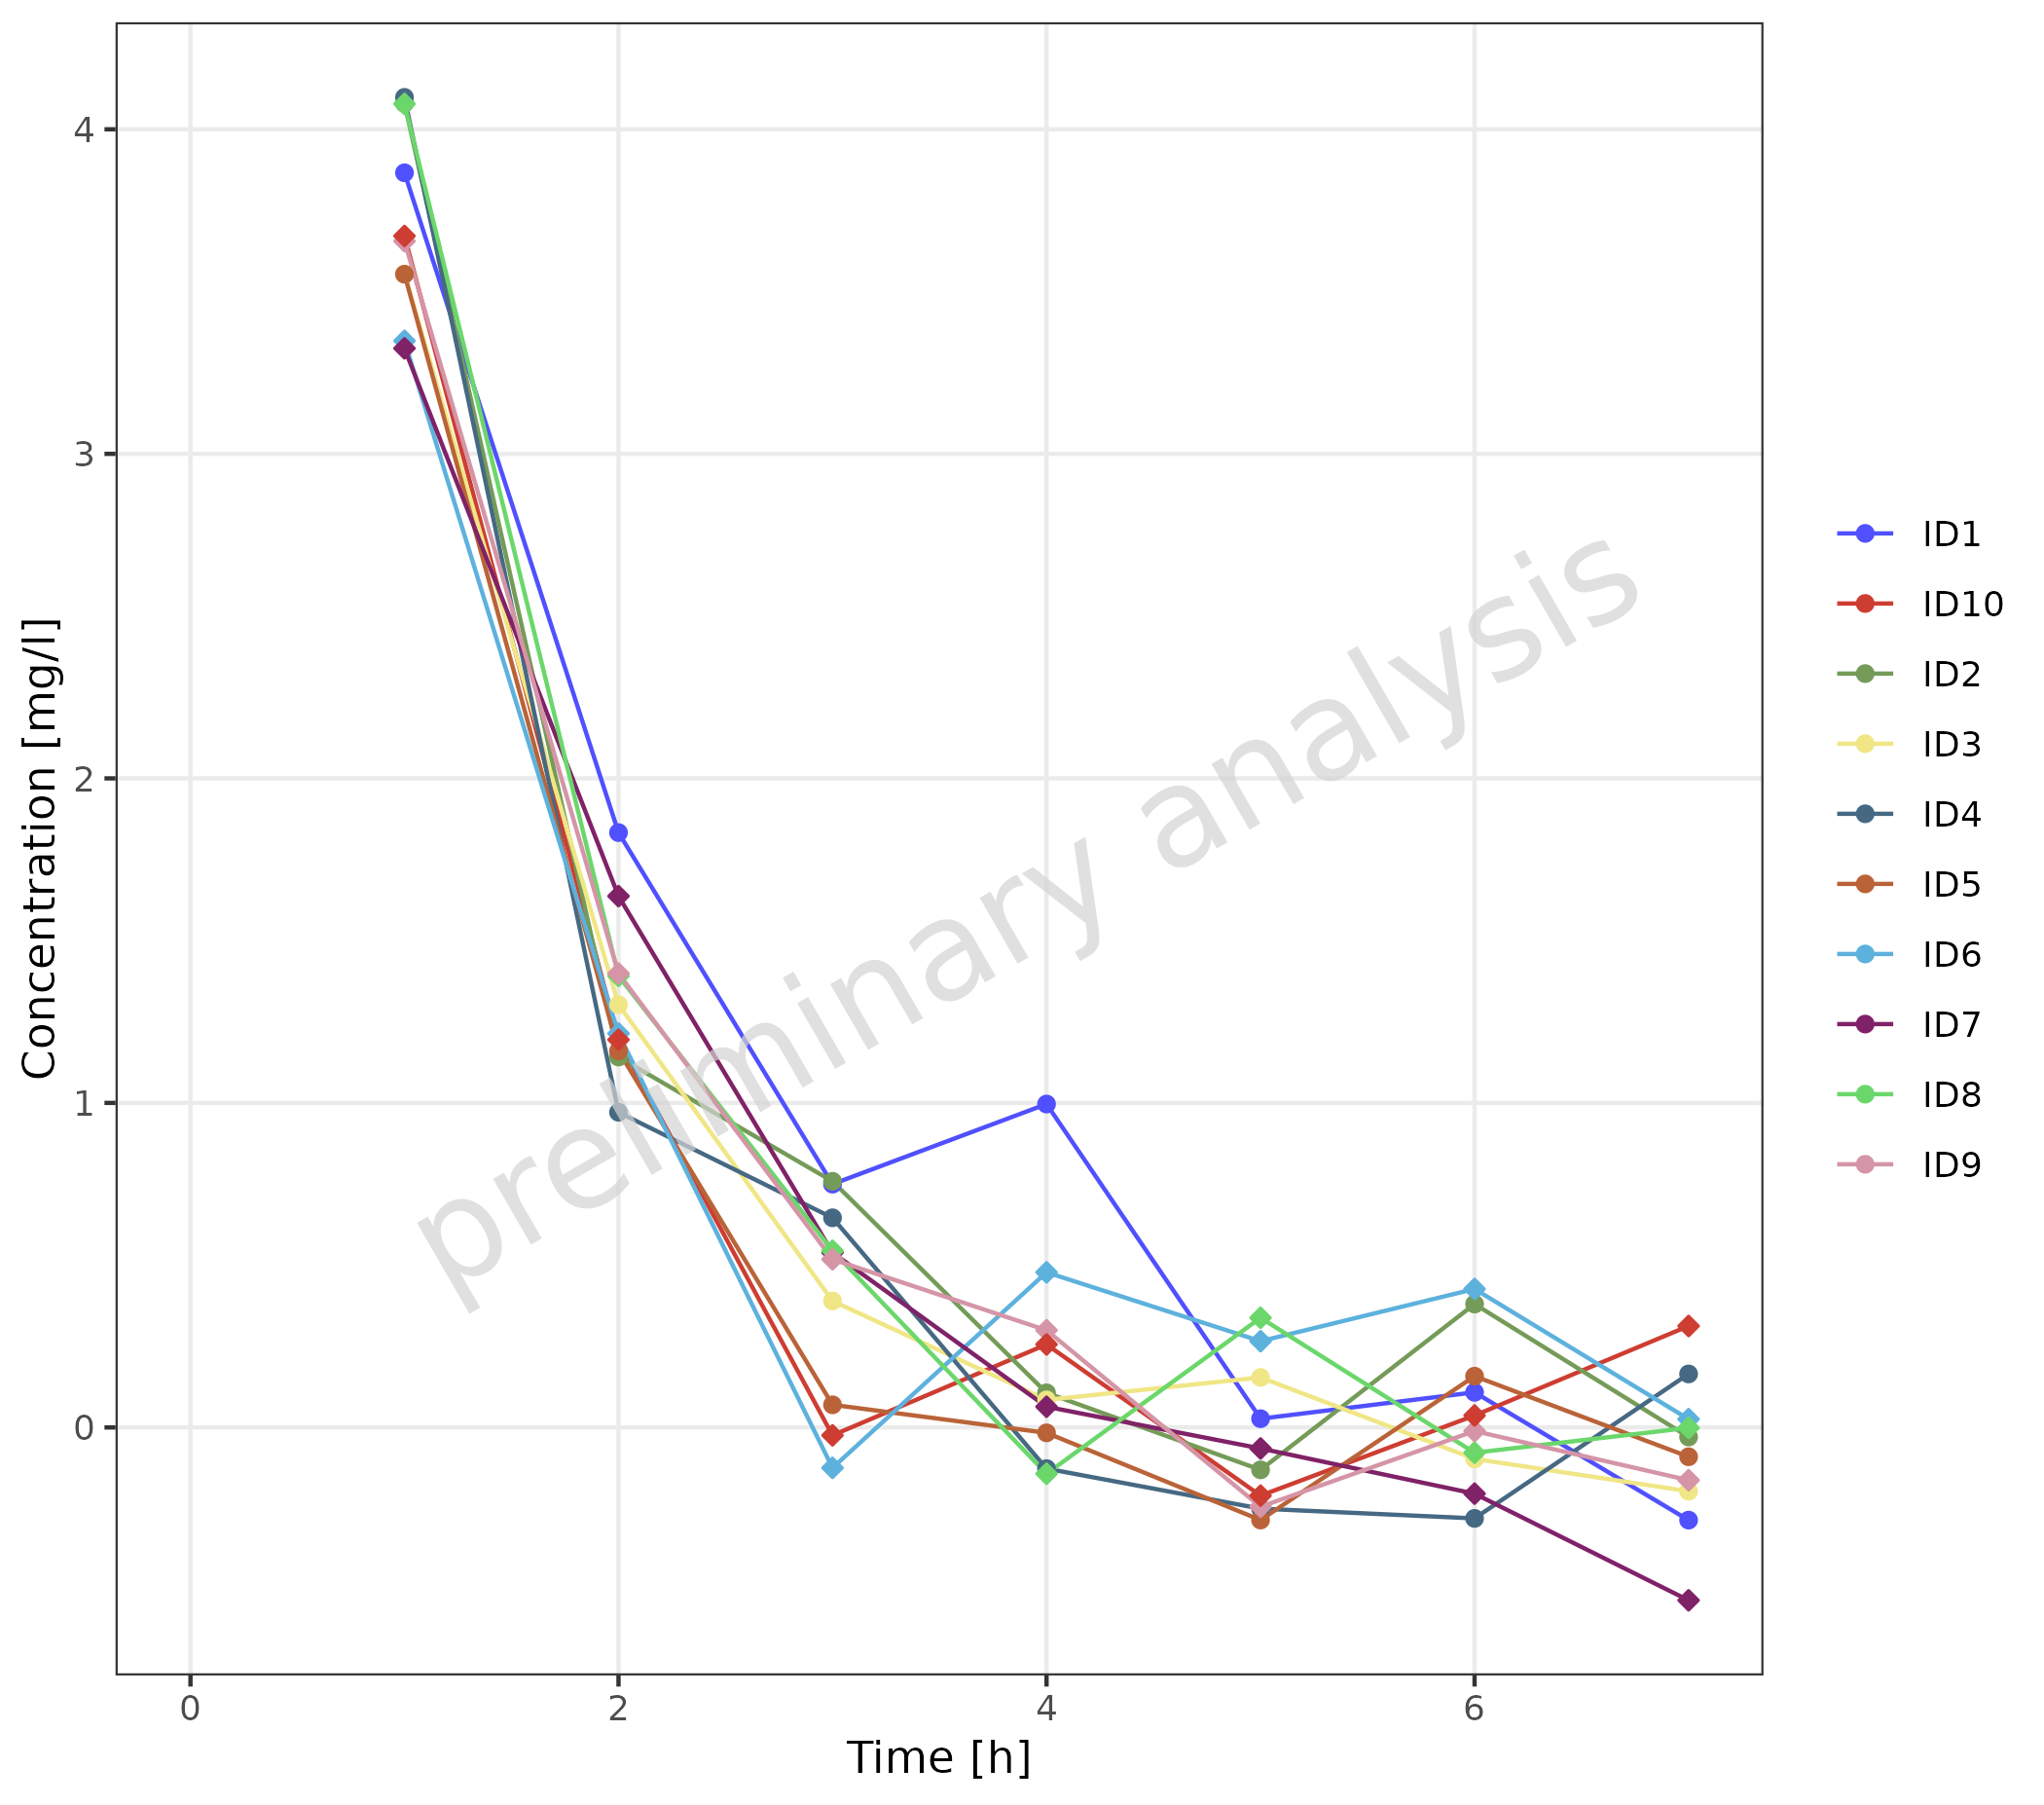 4
3
2
1
0
0
2
4
6
Time [h]
Concentration [mg/l]
preliminary analysis
ID1
ID10
ID2
ID3
ID4
ID5
ID6
ID7
ID8
ID9